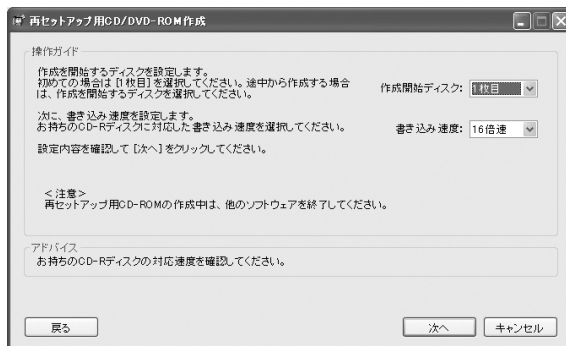 再セットアップ用CD/DVD-ROM作成
操作ガイド
作成を開始するディスクを設定します。
初めての場合は [1枚目] を選択してください。途中から作成する場合
は、作成を開始するディスクを選択してください。
作成開始ディスク: 1枚目
次に、書き込み速度を設定します。
お持ちのCD-Rディスクに対応した書き込み速度を選択してください。
書き込み速度: 16倍速
設定内容を確認して [次へ] をクリックしてください。
<注意>
再セットアップ用CD-ROMの作成中は、他のソフトウェアを終了してください。
アドバイス
お持ちのCD-Rディスクの対応速度を確認してください。
戻る 次へ キャンセル